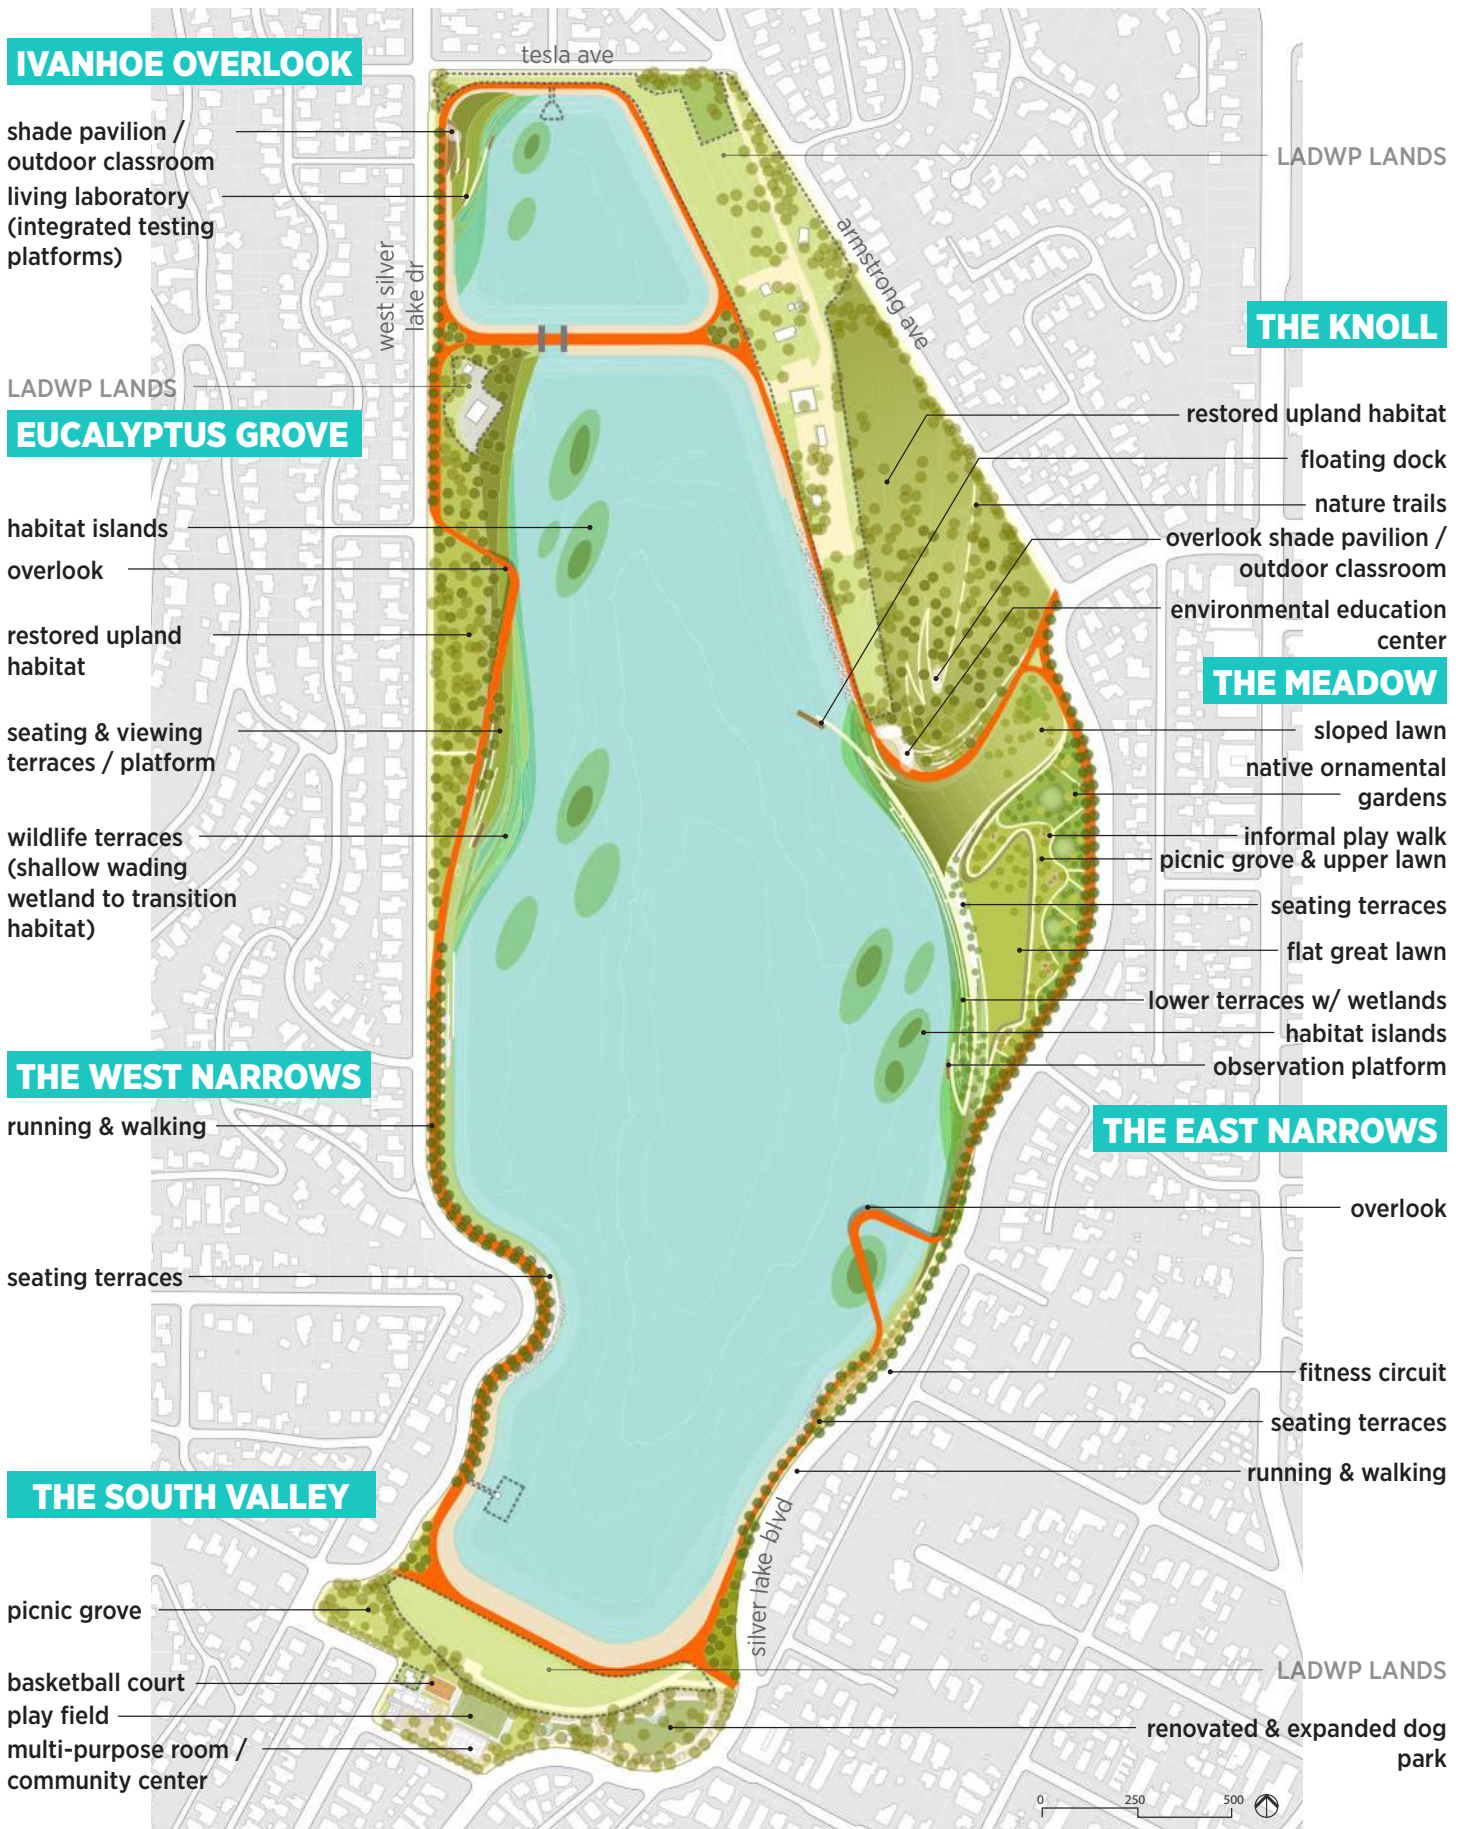 tesla ave
IVANHOE OVERLOOK
shade pavilion /
outdoor classroom
living laboratory
(integrated testing
platforms)
west silver
lake dr
LADWP LANDS
EUCALYPTUS GROVE
habitat islands
overlook
restored upland
habitat
seating & viewing
terraces / platform
wildlife terraces
(shallow wading
wetland to transition
habitat)
THE WEST NARROWS
running & walking
seating terraces
THE SOUTH VALLEY
picnic grove
basketball court
play field
multi-purpose room /
community center
LADWP LANDS
armstrong ave
THE KNOLL
restored upland habitat
floating dock
nature trails
overlook shade pavilion /
outdoor classroom
environmental education
center
THE MEADOW
sloped lawn
native ornamental
gardens
informal play walk
picnic grove & upper lawn
seating terraces
flat great lawn
lower terraces w/ wetlands
habitat islands
observation platform
THE EAST NARROWS
overlook
fitness circuit
seating terraces
running & walking
silver lake blvd
LADWP LANDS
renovated & expanded dog
park
0 250 500